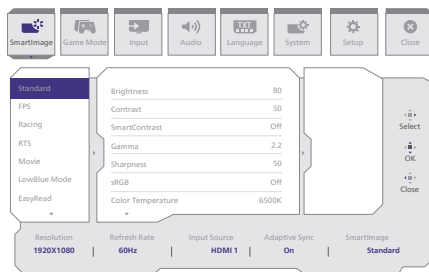 SmartImage
Game Mode
Input
Audio
TXT
Language
System
Setup
Close
Standard
FPS
Racing
RTS
Movie
LowBlue Mode
EasyRead
Brightness 80
Contrast 50
SmartContrast Off
Gamma 2.2
Sharpness 50
sRGB Off
Color Temperature 6500K
Select
OK
Close
Resolution Refresh Rate Input Source Adaptive Sync SmartImage
1920X1080 60Hz HDMI 1 On Standard